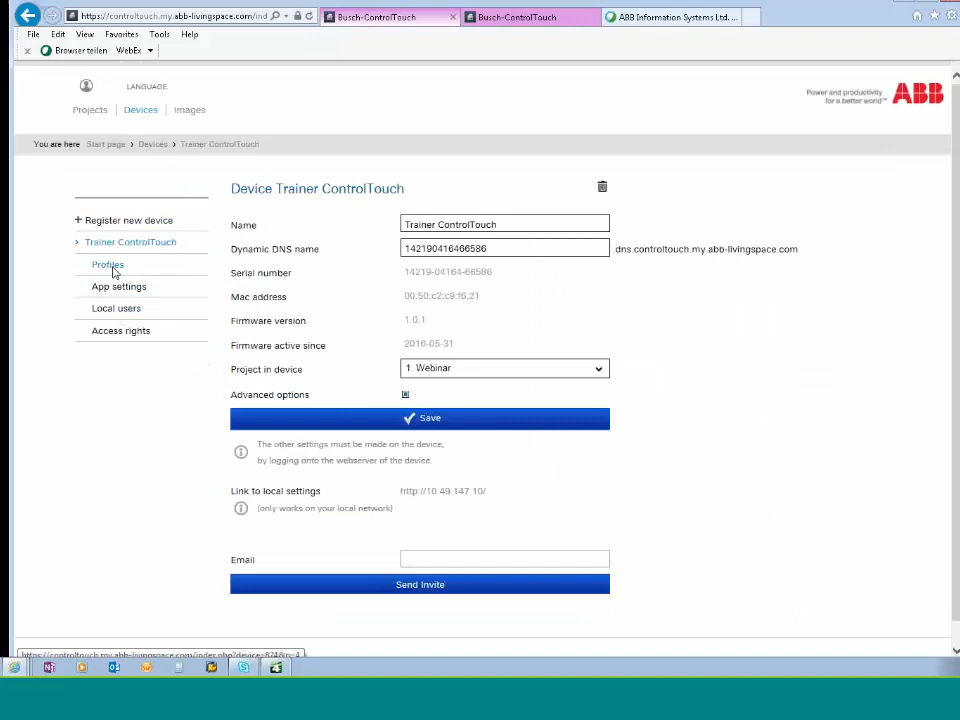 https://controltouch.my.abb-livingspace.com/ind
Busch-ControlTouch
Busch-ControlTouch
ABB Information Systems Ltd. ...
File Edit View Favorites Tools Help
Browser teilen WebEx
LANGUAGE
Projects Devices Images
Power and productivity
for a better world™
ABB
You are here Start page › Devices › Trainer ControlTouch
Device Trainer ControlTouch
+ Register new device
› Trainer ControlTouch
Profiles
App settings
Local users
Access rights
Name Trainer ControlTouch
Dynamic DNS name 142190416466586 .dns.controltouch.my.abb-livingspace.com
Serial number 14219-04164-66586
Mac address 00:50:c2:c9:f6:21
Firmware version 1.0.1
Firmware active since 2016-05-31
Project in device 1. Webinar
Advanced options
Save
The other settings must be made on the device,
by logging onto the webserver of the device.
Link to local settings http://10.49.147.10/
(only works on your local network)
Email
Send Invite